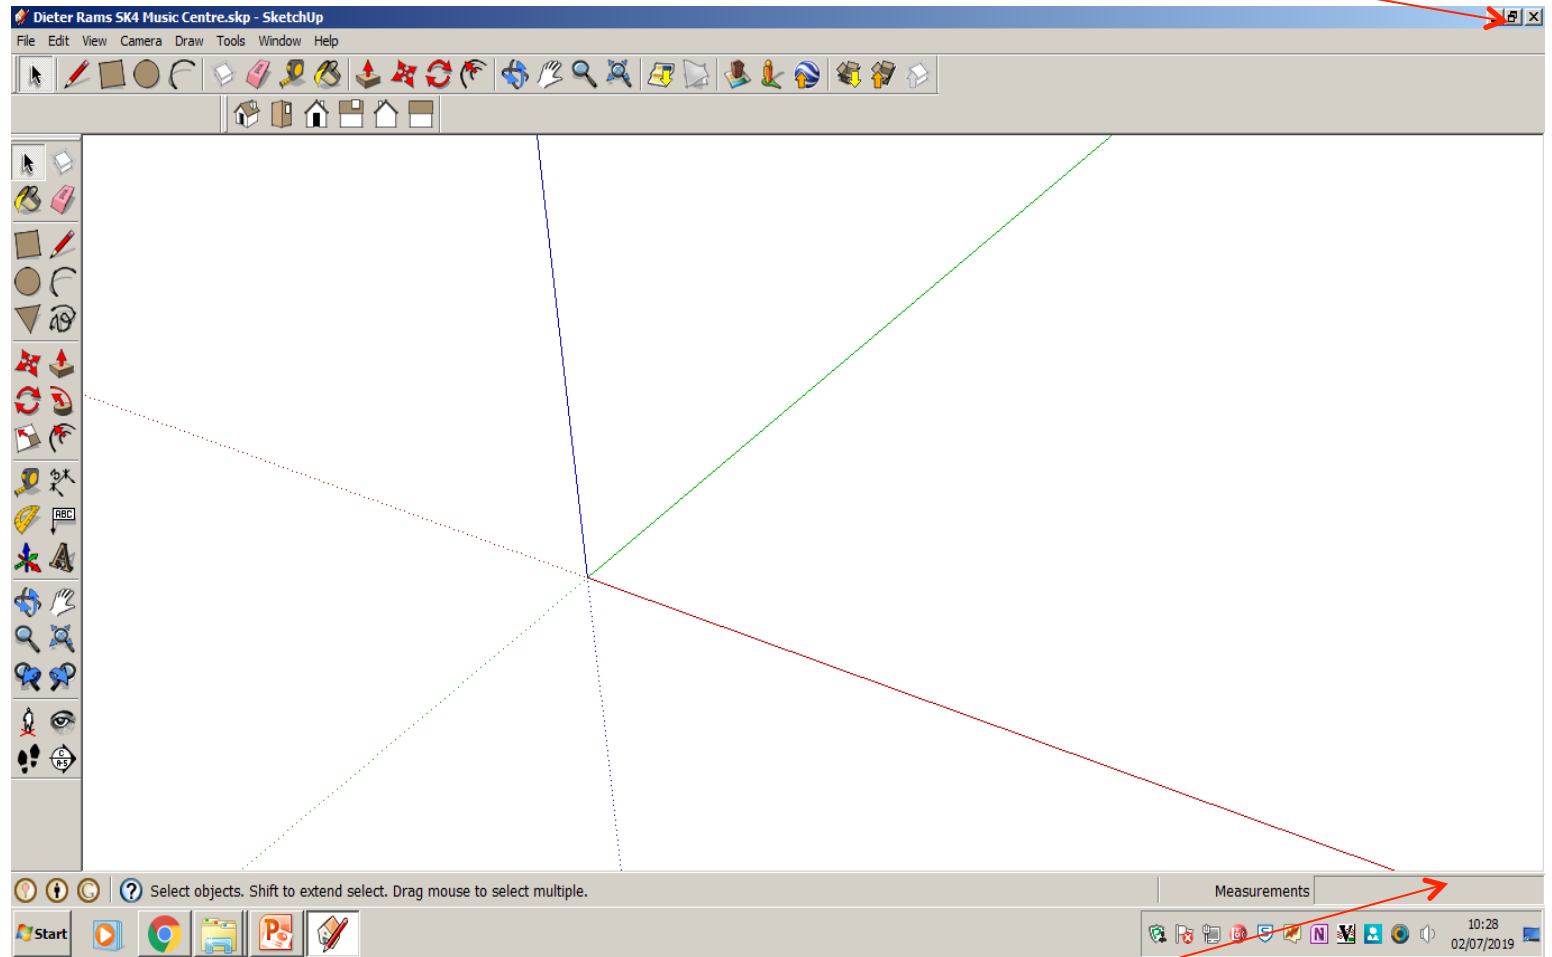 Dieter Rams SK4 Music Centre.skp - SketchUp
File Edit View Camera Draw Tools Window Help
ABC
Select objects. Shift to extend select. Drag mouse to select multiple.
Measurements
Start
10:28
02/07/2019